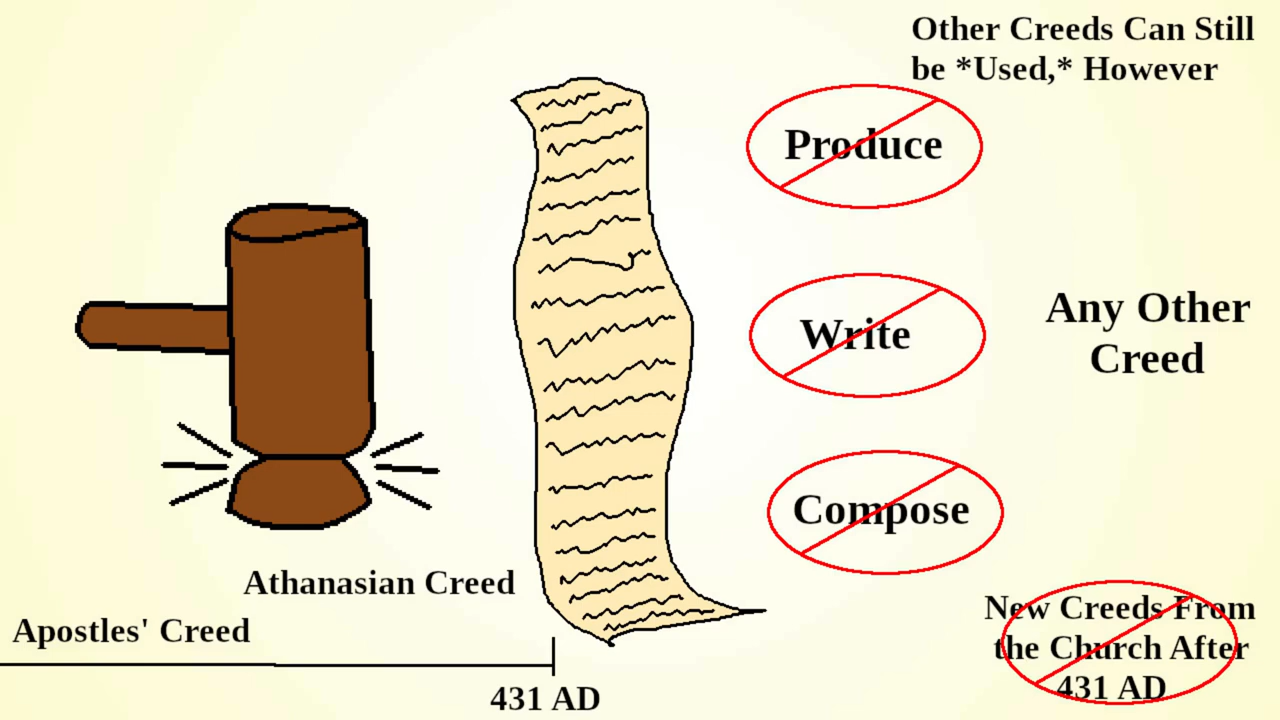 Other Creeds Can Still
be *Used,* However
Produce
Write
Any Other
Creed
Compose
Athanasian Creed
Apostles' Creed
431 AD
New Creeds From
the Church After
431 AD